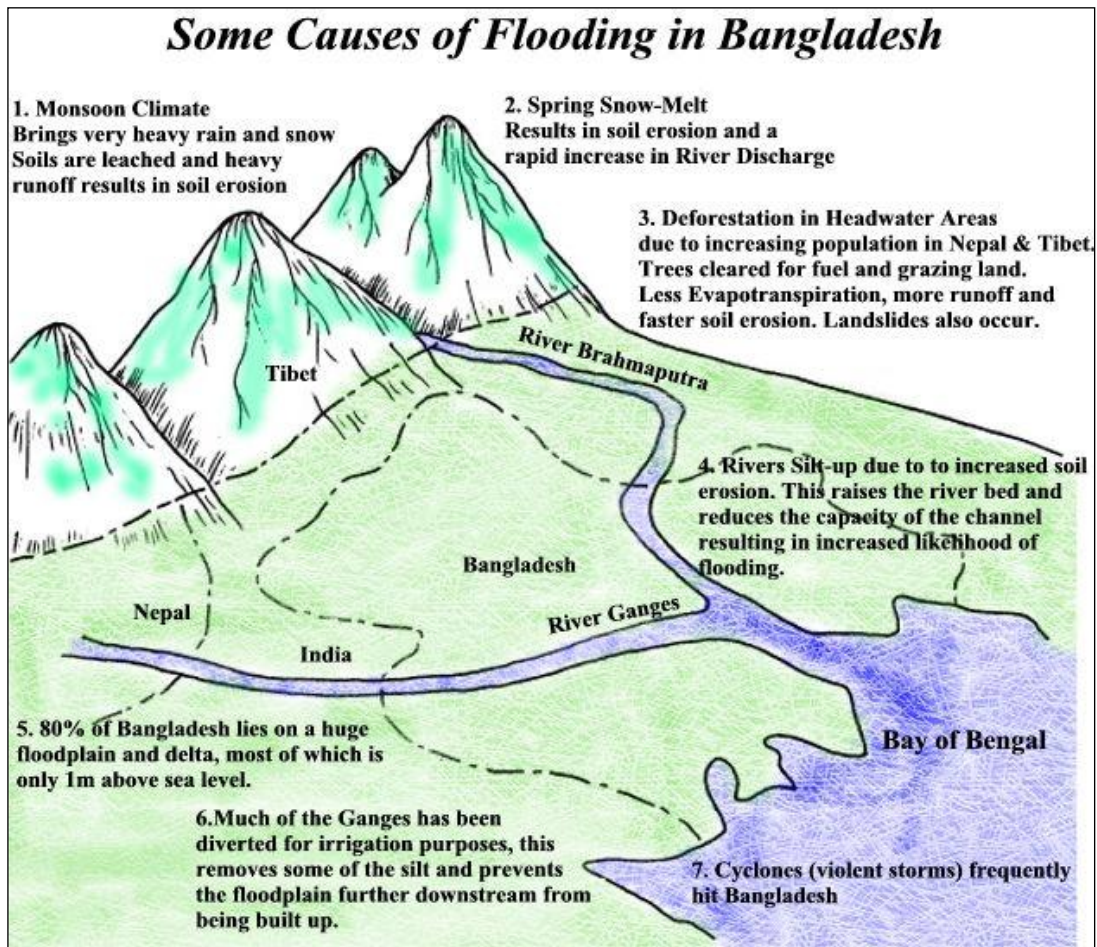 Some Causes of Flooding in Bangladesh
1. Monsoon Climate
Brings very heavy rain and snow
Soils are leached and heavy
runoff results in soil erosion
2. Spring Snow-Melt
Results in soil erosion and a
rapid increase in River Discharge
3. Deforestation in Headwater Areas
due to increasing population in Nepal & Tibet.
Trees cleared for fuel and grazing land.
Less Evapotranspiration, more runoff and
faster soil erosion. Landslides also occur.
River Brahmaputra
Tibet
4. Rivers Silt-up due to to increased soil
erosion. This raises the river bed and
reduces the capacity of the channel
resulting in increased likelihood of
flooding.
Bangladesh
Nepal
River Ganges
India
5. 80% of Bangladesh lies on a huge
floodplain and delta, most of which is
only 1m above sea level.
Bay of Bengal
6.Much of the Ganges has been
diverted for irrigation purposes, this
removes some of the silt and prevents
the floodplain further downstream from
being built up.
7. Cyclones (violent storms) frequently
hit Bangladesh